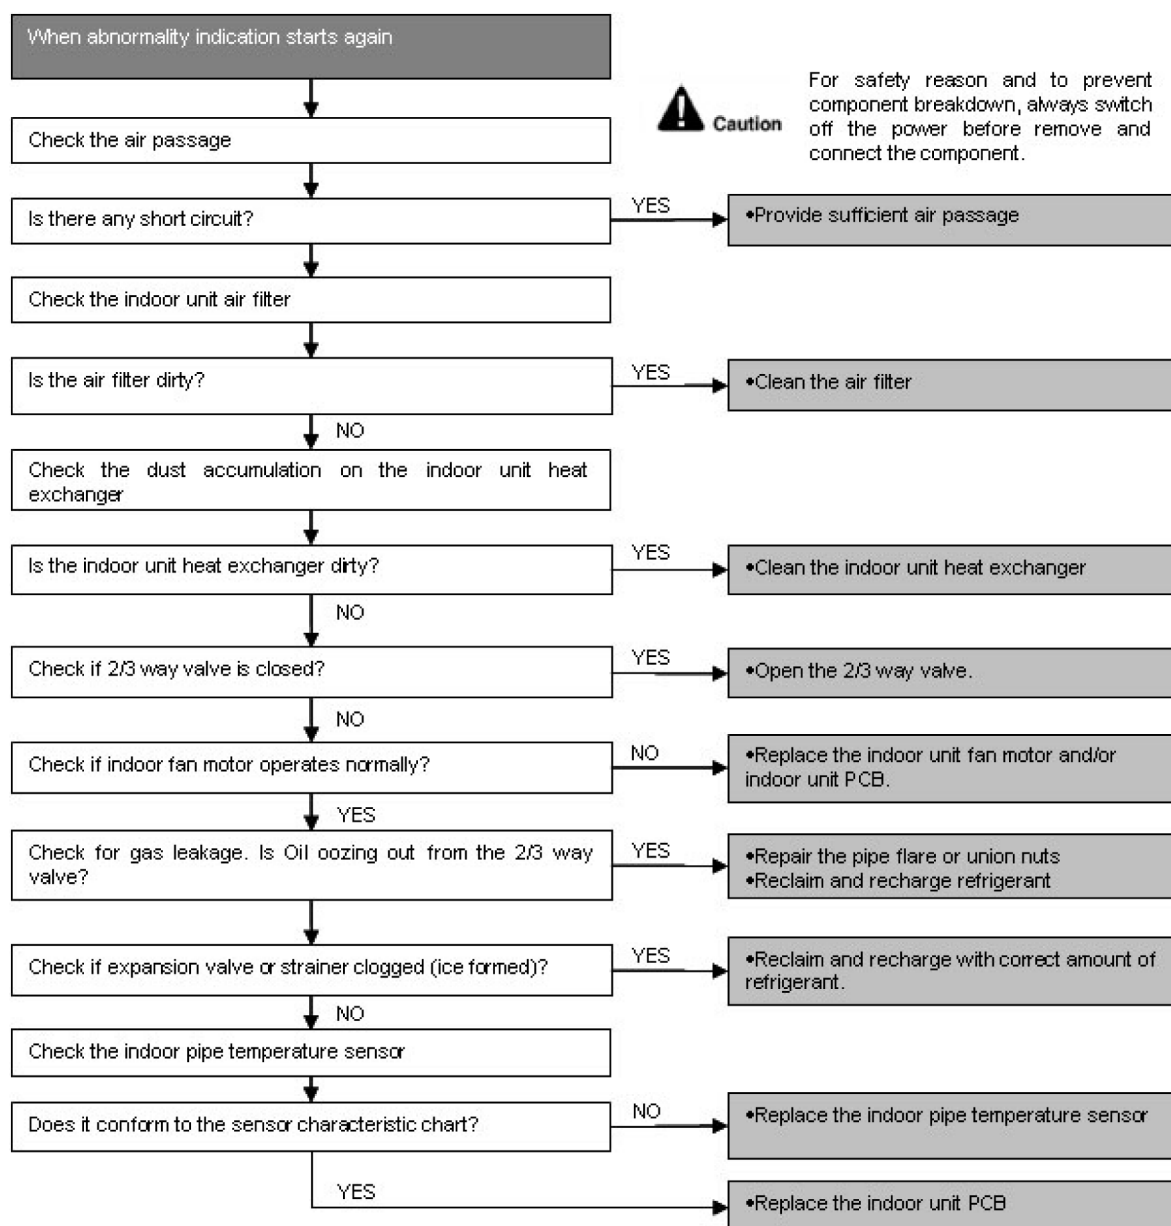 When abnormality indication starts again
Caution
For safety reason and to prevent
component breakdown, always switch
off the power before remove and
connect the component.
Check the air passage
Is there any short circuit?
YES
•Provide sufficient air passage
Check the indoor unit air filter
Is the air filter dirty?
YES
•Clean the air filter
NO
Check the dust accumulation on the indoor unit heat
exchanger
Is the indoor unit heat exchanger dirty?
YES
•Clean the indoor unit heat exchanger
NO
Check if 2/3 way valve is closed?
YES
•Open the 2/3 way valve.
NO
Check if indoor fan motor operates normally?
NO
•Replace the indoor unit fan motor and/or
indoor unit PCB.
YES
Check for gas leakage. Is Oil oozing out from the 2/3 way
valve?
YES
•Repair the pipe flare or union nuts
•Reclaim and recharge refrigerant
Check if expansion valve or strainer clogged (ice formed)?
YES
•Reclaim and recharge with correct amount of
refrigerant.
NO
Check the indoor pipe temperature sensor
Does it conform to the sensor characteristic chart?
NO
•Replace the indoor pipe temperature sensor
YES
•Replace the indoor unit PCB